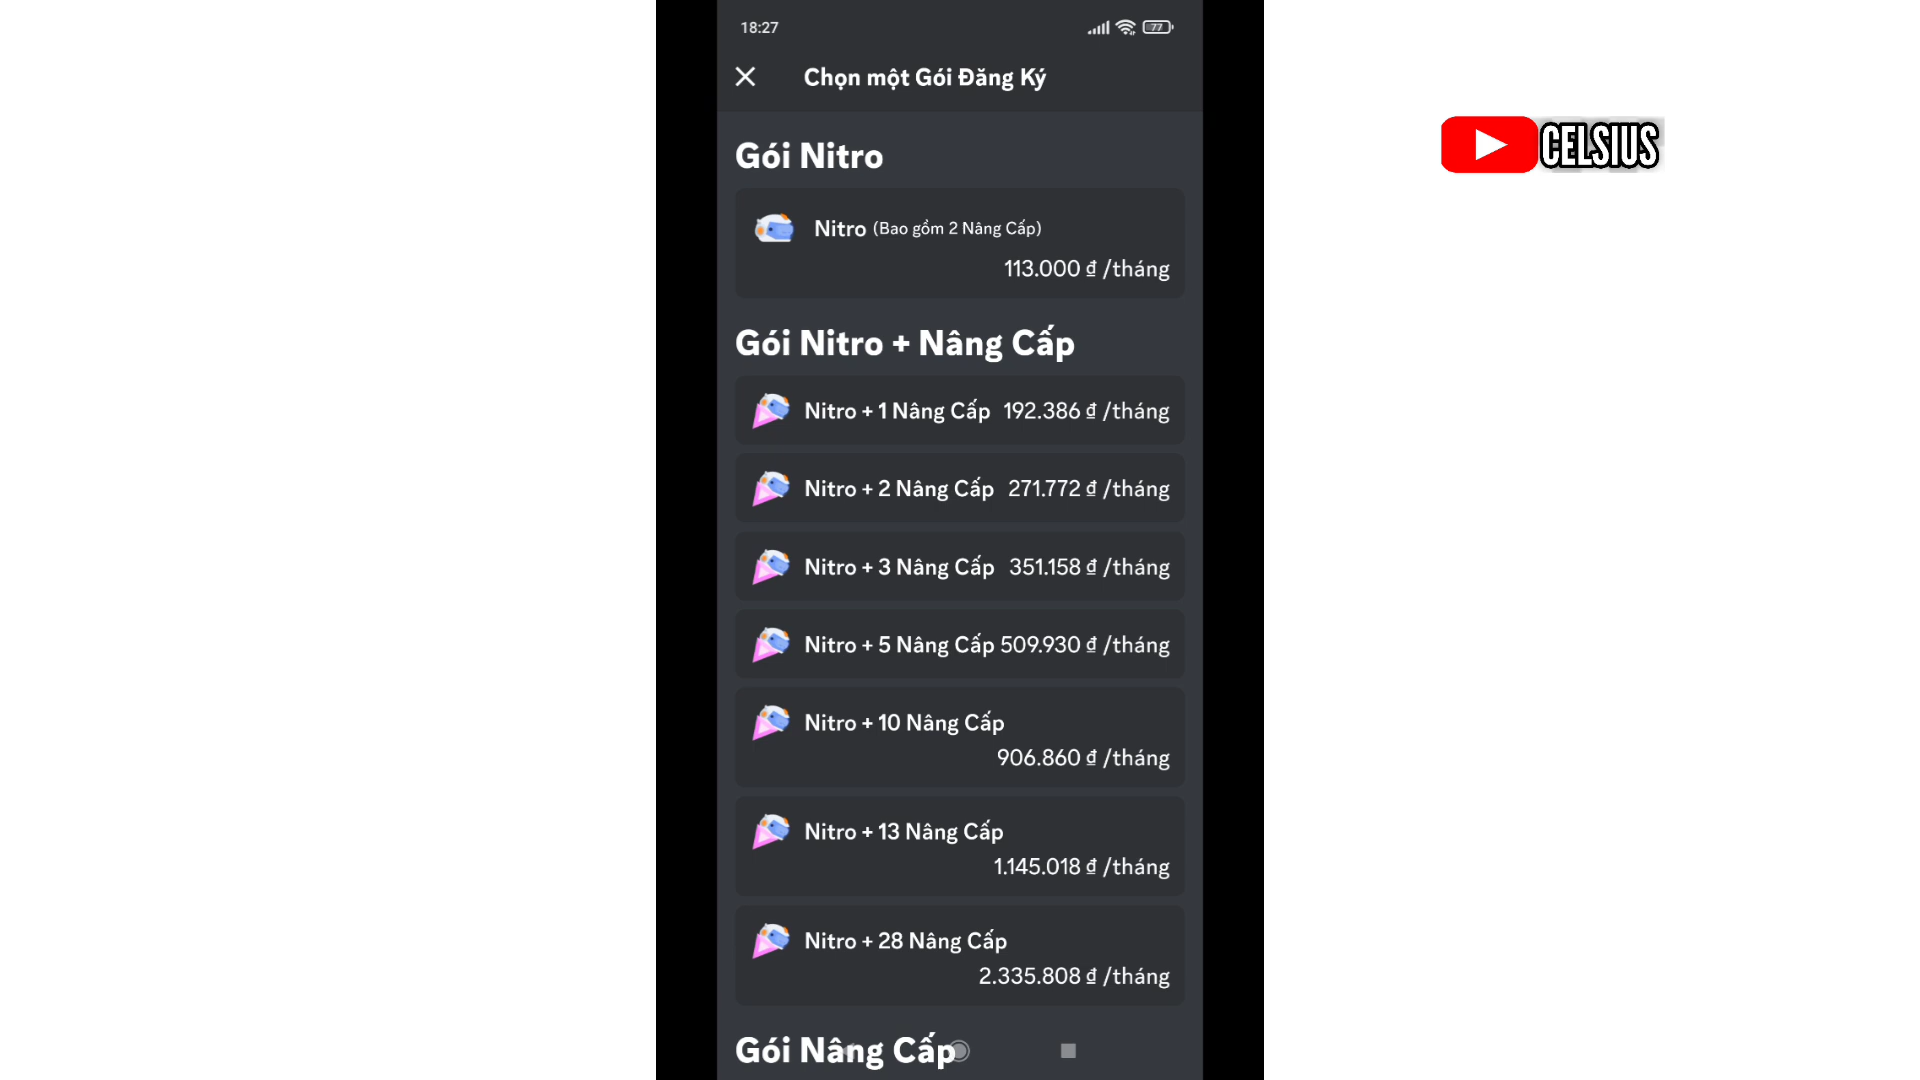 18:27
77
Chọn một Gói Đăng Ký
CELSIUS
Gói Nitro
Nitro (Bao gồm 2 Nâng Cấp)
113.000 ₫ /tháng
Gói Nitro + Nâng Cấp
Nitro + 1 Nâng Cấp 192.386 ₫ /tháng
Nitro + 2 Nâng Cấp 271.772 ₫ /tháng
Nitro + 3 Nâng Cấp 351.158 ₫ /tháng
Nitro + 5 Nâng Cấp 509.930 ₫ /tháng
Nitro + 10 Nâng Cấp
906.860 ₫ /tháng
Nitro + 13 Nâng Cấp
1.145.018 ₫ /tháng
Nitro + 28 Nâng Cấp
2.335.808 ₫ /tháng
Gói Nâng Cấp